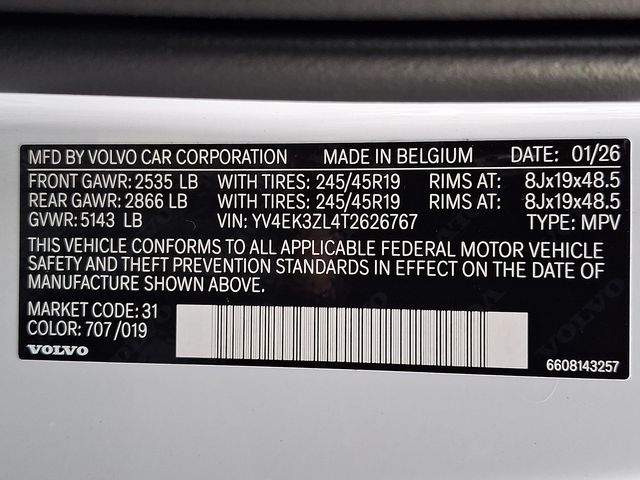 MFD BY VOLVO CAR CORPORATION MADE IN BELGIUM DATE: 01/26
FRONT GAWR: 2535 LB WITH TIRES: 245/45R19 RIMS AT: 8Jx19x48.5
REAR GAWR: 2866 LB WITH TIRES: 245/45R19 RIMS AT: 8Jx19x48.5
GVWR: 5143 LB VIN: YV4EK3ZL4T2626767 TYPE: MPV
THIS VEHICLE CONFORMS TO ALL APPLICABLE FEDERAL MOTOR VEHICLE
SAFETY AND THEFT PREVENTION STANDARDS IN EFFECT ON THE DATE OF
MANUFACTURE SHOWN ABOVE.
MARKET CODE: 31
COLOR: 707/019
VOLVO
6608143257